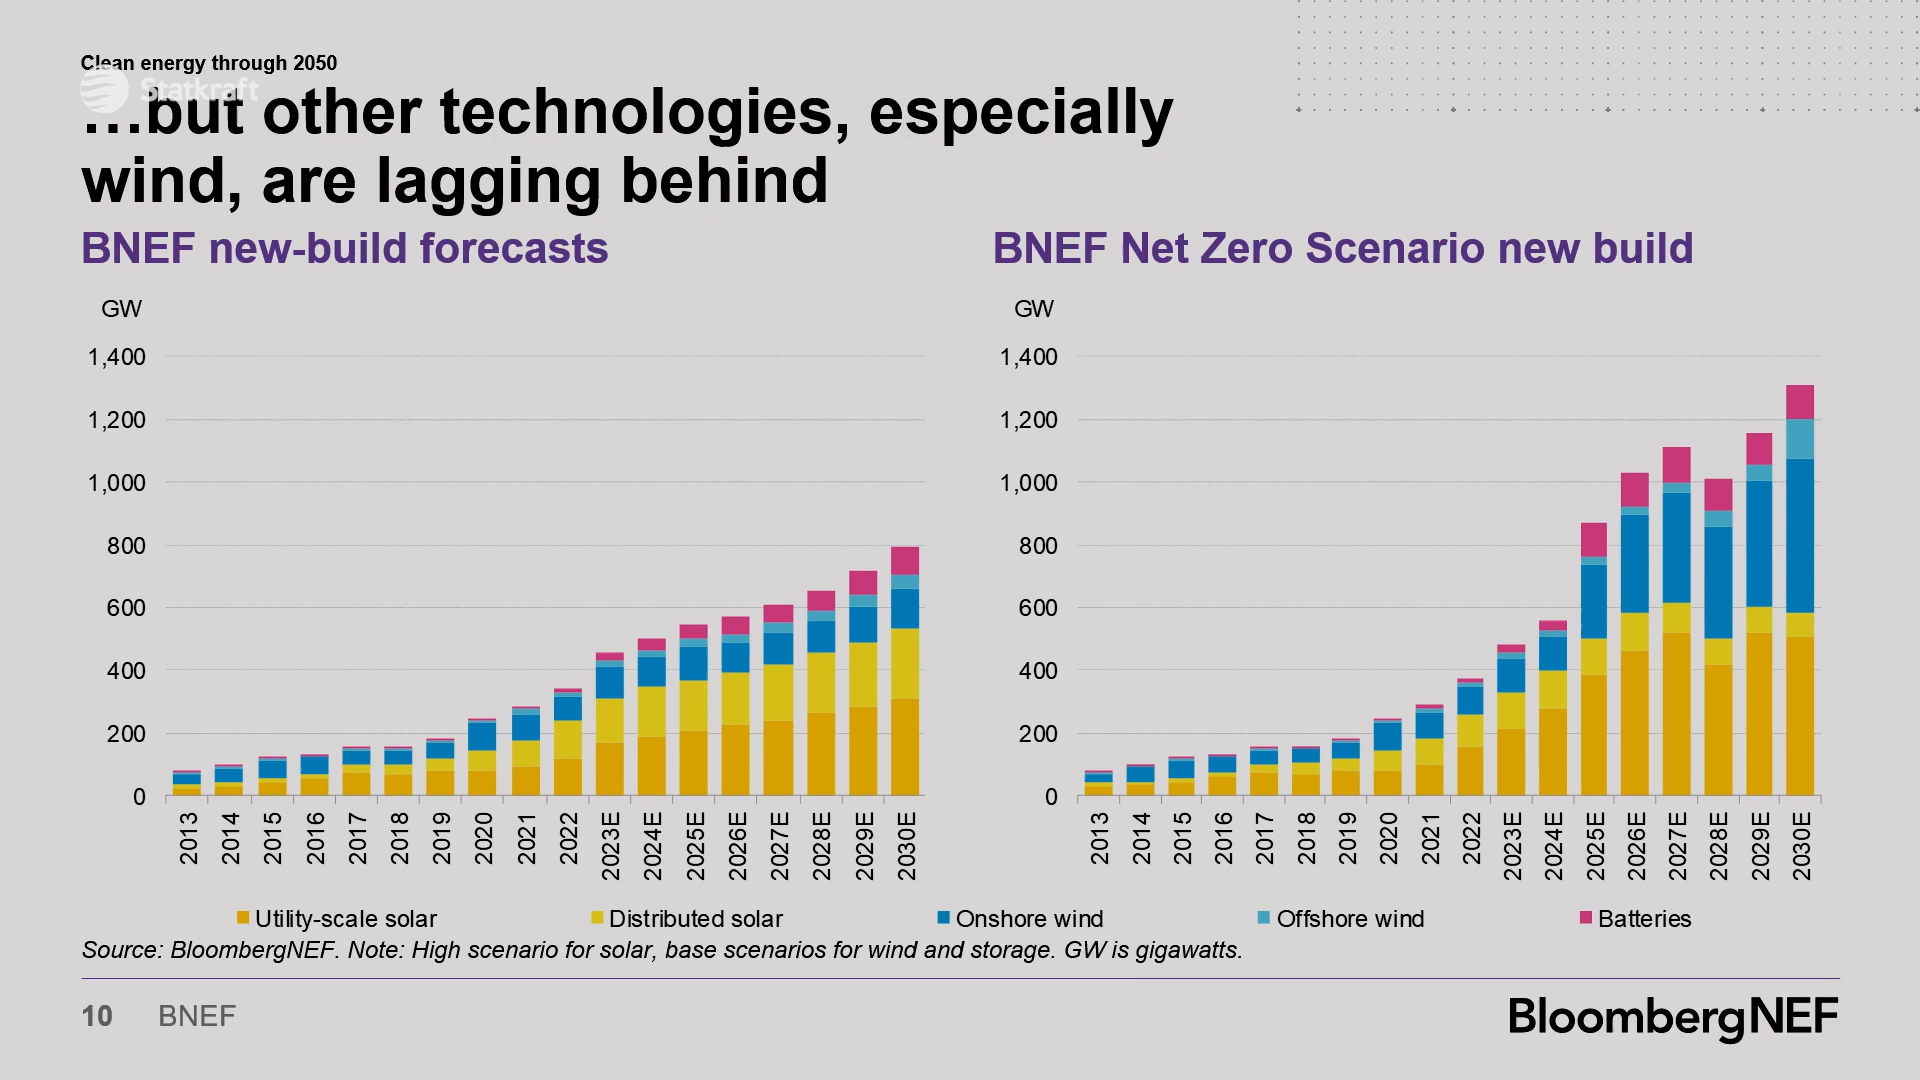 Clean energy through 2050
Statkraft
…but other technologies, especially
wind, are lagging behind
BNEF new-build forecasts
GW
1,400
1,200
1,000
800
600
400
200
0
2013 2014 2015 2016 2017 2018 2019 2020 2021 2022 2023E 2024E 2025E 2026E 2027E 2028E 2029E 2030E
BNEF Net Zero Scenario new build
GW
1,400
1,200
1,000
800
600
400
200
0
2013 2014 2015 2016 2017 2018 2019 2020 2021 2022 2023E 2024E 2025E 2026E 2027E 2028E 2029E 2030E
Utility-scale solar Distributed solar Onshore wind Offshore wind Batteries
Source: BloombergNEF. Note: High scenario for solar, base scenarios for wind and storage. GW is gigawatts.
10 BNEF
BloombergNEF